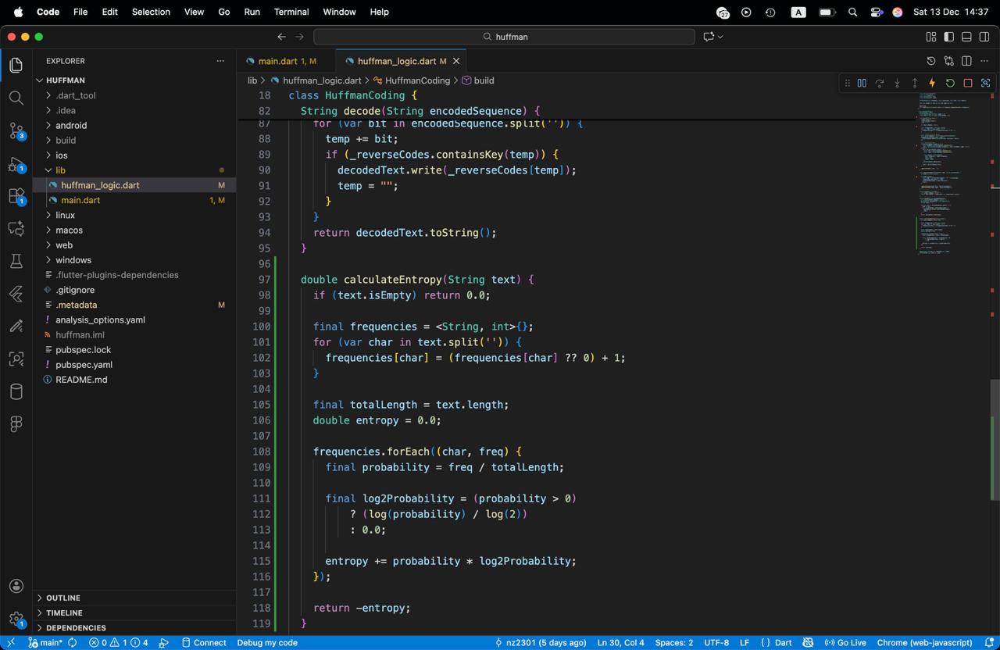 Code File Edit Selection View Go Run Terminal Window Help 27 A Sat 13 Dec 14:37
huffman
EXPLORER
main.dart 1, M
huffman_logic.dart M
lib > huffman_logic.dart > HuffmanCoding > build
HUFFMAN
.dart_tool
.idea
android
build
ios
lib
huffman_logic.dart M
main.dart 1, M
linux
macos
web
windows
.flutter-plugins-dependencies
.gitignore
.metadata M
analysis_options.yaml
huffman.iml
pubspec.lock
pubspec.yaml
README.md
OUTLINE
TIMELINE
DEPENDENCIES
3
1
1
1
18 class HuffmanCoding {
82 String decode(String encodedSequence) {
87 for (var bit in encodedSequence.split('')) {
88 temp += bit;
89 if (_reverseCodes.containsKey(temp)) {
90 decodedText.write(_reverseCodes[temp]);
91 temp = "";
92 }
93 }
94 return decodedText.toString();
95 }
96
97 double calculateEntropy(String text) {
98 if (text.isEmpty) return 0.0;
99
100 final frequencies = <String, int>{};
101 for (var char in text.split('')) {
102 frequencies[char] = (frequencies[char] ?? 0) + 1;
103 }
104
105 final totalLength = text.length;
106 double entropy = 0.0;
107
108 frequencies.forEach((char, freq) {
109 final probability = freq / totalLength;
110
111 final log2Probability = (probability > 0)
112 ? (log(probability) / log(2))
113 : 0.0;
114
115 entropy += probability * log2Probability;
116 });
117
118 return -entropy;
119 }
main* 0 1 4 Connect Debug my code nz2301 (5 days ago) Ln 30, Col 4 Spaces: 2 UTF-8 LF { } Dart Go Live Chrome (web-javascript)